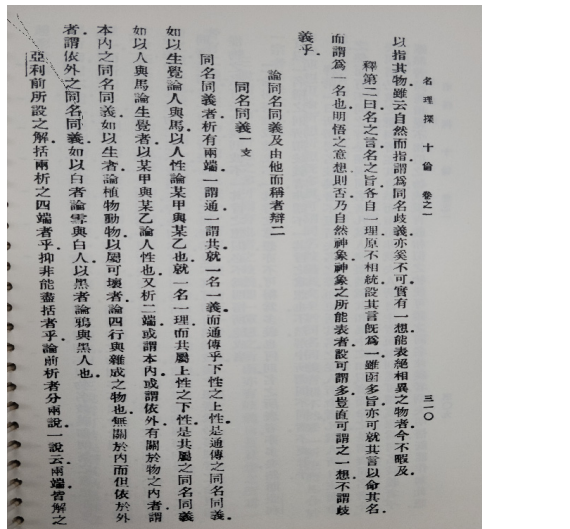 名理探　十倫　卷之一　　三一〇
以指其物雖云自然而指謂爲同名歧義亦奚不可實有一想能表絕相異之物者今不暇及
釋第二曰名之言名之旨各自一理原不相統設其言旣爲一雖函多旨亦可就其言以命其名
而謂爲一名也明悟之意想則否乃自然神象神象之所能表者設可謂多豈直可謂之一想不謂歧
義乎
論同名同義及由他而稱者辯二
同名同義一支
同名同義者析有兩端一謂通一謂共就一名一義而通傳乎下性之上性是通傳之同名同義
如以生覺論人與馬以人性論某甲與某乙也就一名一理而共屬上性之下性是共屬之同名同義
如以人與馬論生覺者以某甲與某乙論人性也又析二端或謂本內或謂依外有關於物之內者謂
本內之同名同義如以生者論植物動物以屬可壞者論四行與雜成之物也無關於內而但依於外
者謂依外之同名同義如以白者論雪與白人以黑者論鴉與黑人也
亞利前所設之解括兩析之四端者乎抑非能盡括者乎論前析者分兩說一說云兩端皆解之